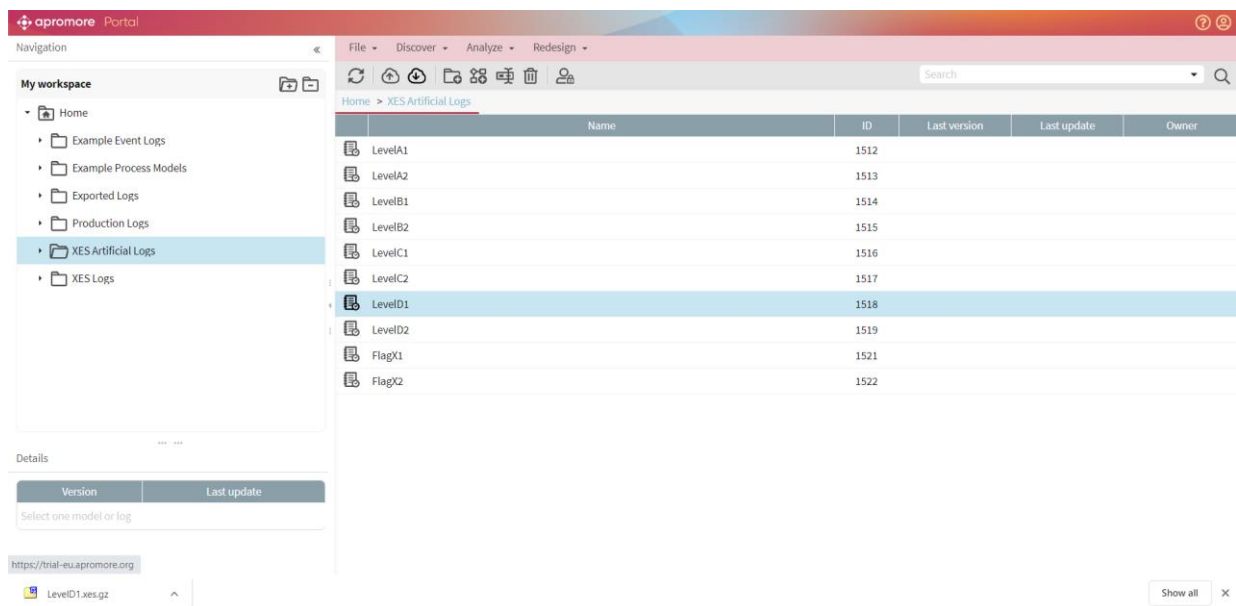 apromore Portal
Navigation
My workspace
Home
Example Event Logs
Example Process Models
Exported Logs
Production Logs
XES Artificial Logs
XES Logs
Details
Version Last update
Select one model or log
https://trial-eu.apromore.org
File Discover Analyze Redesign
Search
Home > XES Artificial Logs
Name ID Last version Last update Owner
LevelA1 1512
LevelA2 1513
LevelB1 1514
LevelB2 1515
LevelC1 1516
LevelC2 1517
LevelD1 1518
LevelD2 1519
FlagX1 1521
FlagX2 1522
LevelD1.xes.gz
Show all